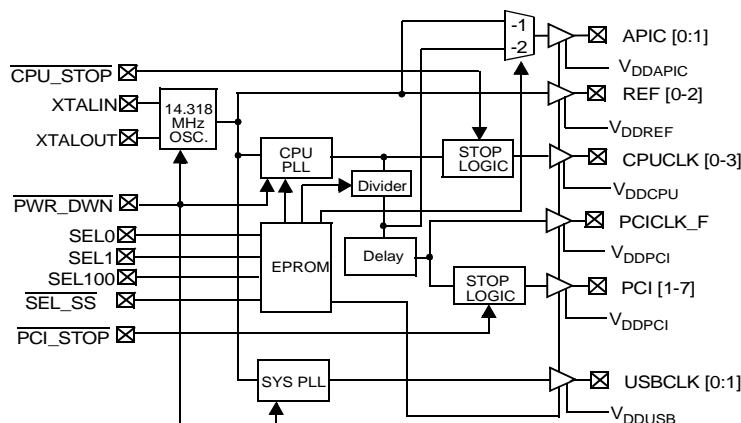 CPU_STOP
XTALIN
XTALOUT
PWR_DWN
SEL0
SEL1
SEL100
SEL_SS
PCI_STOP
14.318
MHz
OSC.
CPU
PLL
Divider
EPROM
Delay
SYS PLL
STOP
LOGIC
STOP
LOGIC
-1
-2
APIC [0:1]
VDDAPIC
REF [0-2]
VDDREF
CPUCLK [0-3]
VDDCPU
PCICLK_F
VDDPCI
PCI [1-7]
VDDPCI
USBCLK [0:1]
VDDUSB